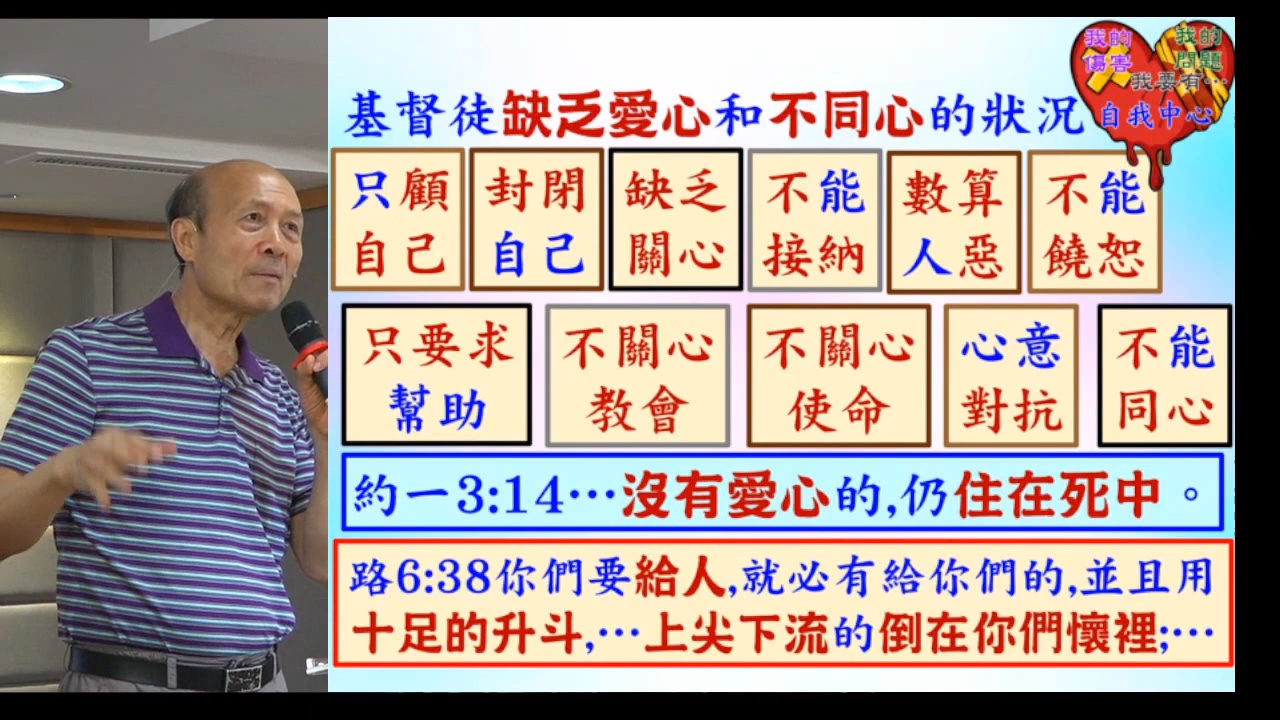 我的 我的
傷害 問題
我要有…
自我中心
基督徒缺乏愛心和不同心的狀況
只顧 封閉 缺乏 不能 數算 不能
自己 自己 關心 接納 人惡 饒恕
只要求 不關心 不關心 心意 不能
幫助 教會 使命 對抗 同心
約一3:14…沒有愛心的,仍住在死中。
路6:38你們要給人,就必有給你們的,並且用
十足的升斗,…上尖下流的倒在你們懷裡;…